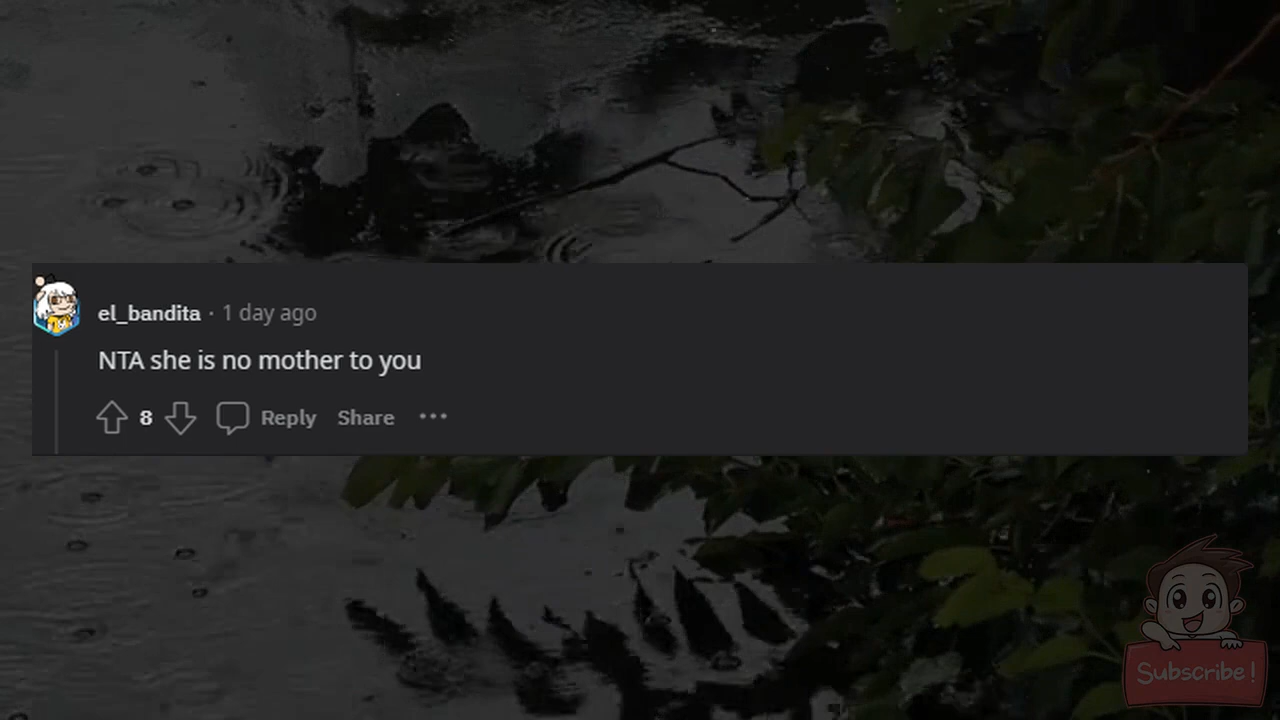 el_bandita · 1 day ago
NTA she is no mother to you
8 Reply Share ···
Subscribe!